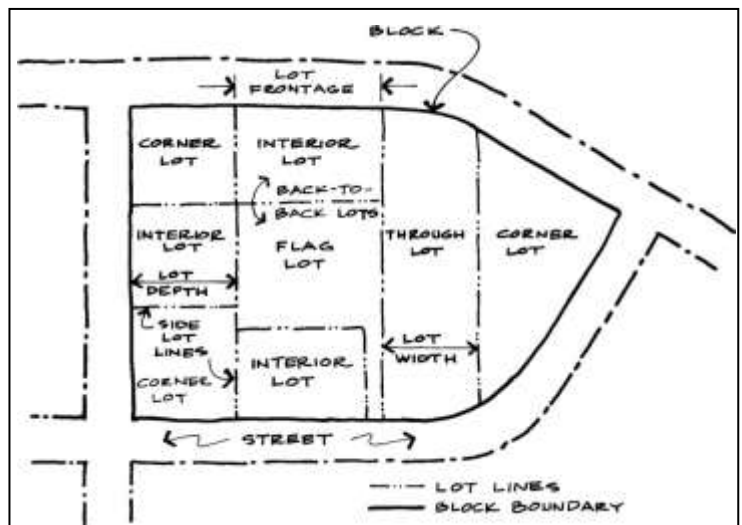 BLOCK
LOT
FRONTAGE
CORNER
LOT
INTERIOR
LOT
BACK-TO-
BACK LOTS
INTERIOR
LOT
FLAG
LOT
THROUGH
LOT
CORNER
LOT
LOT
DEPTH
SIDE
LOT
LINES
LOT
WIDTH
CORNER
LOT
INTERIOR
LOT
STREET
LOT LINES
BLOCK BOUNDARY